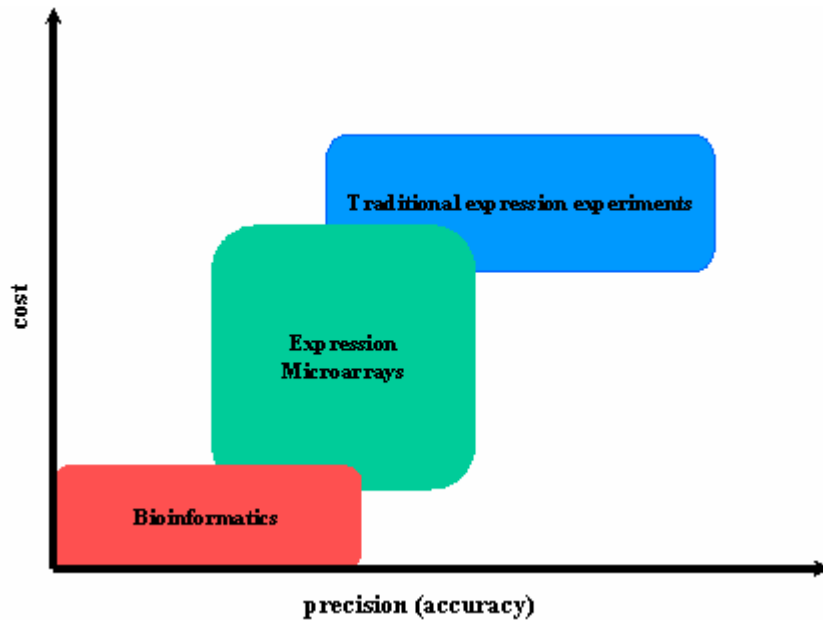 cost
Traditional expression experiments
Expression
Microarrays
Bioinformatics
precision (accuracy)